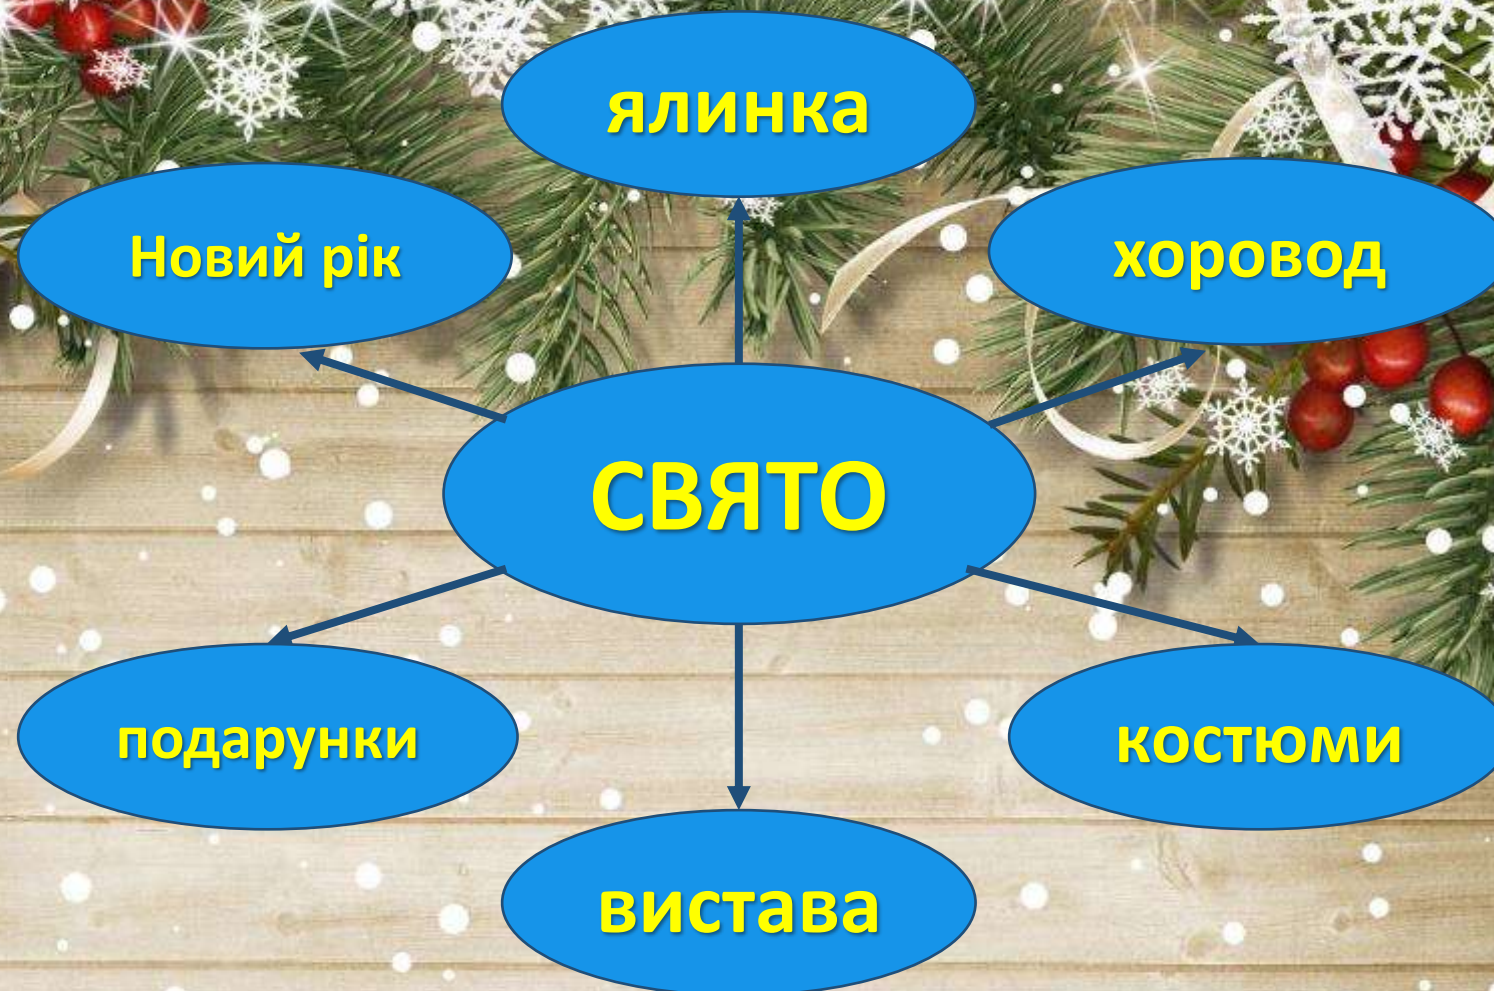 ялинка
Новий рік
хоровод
СВЯТО
подарунки
костюми
вистава